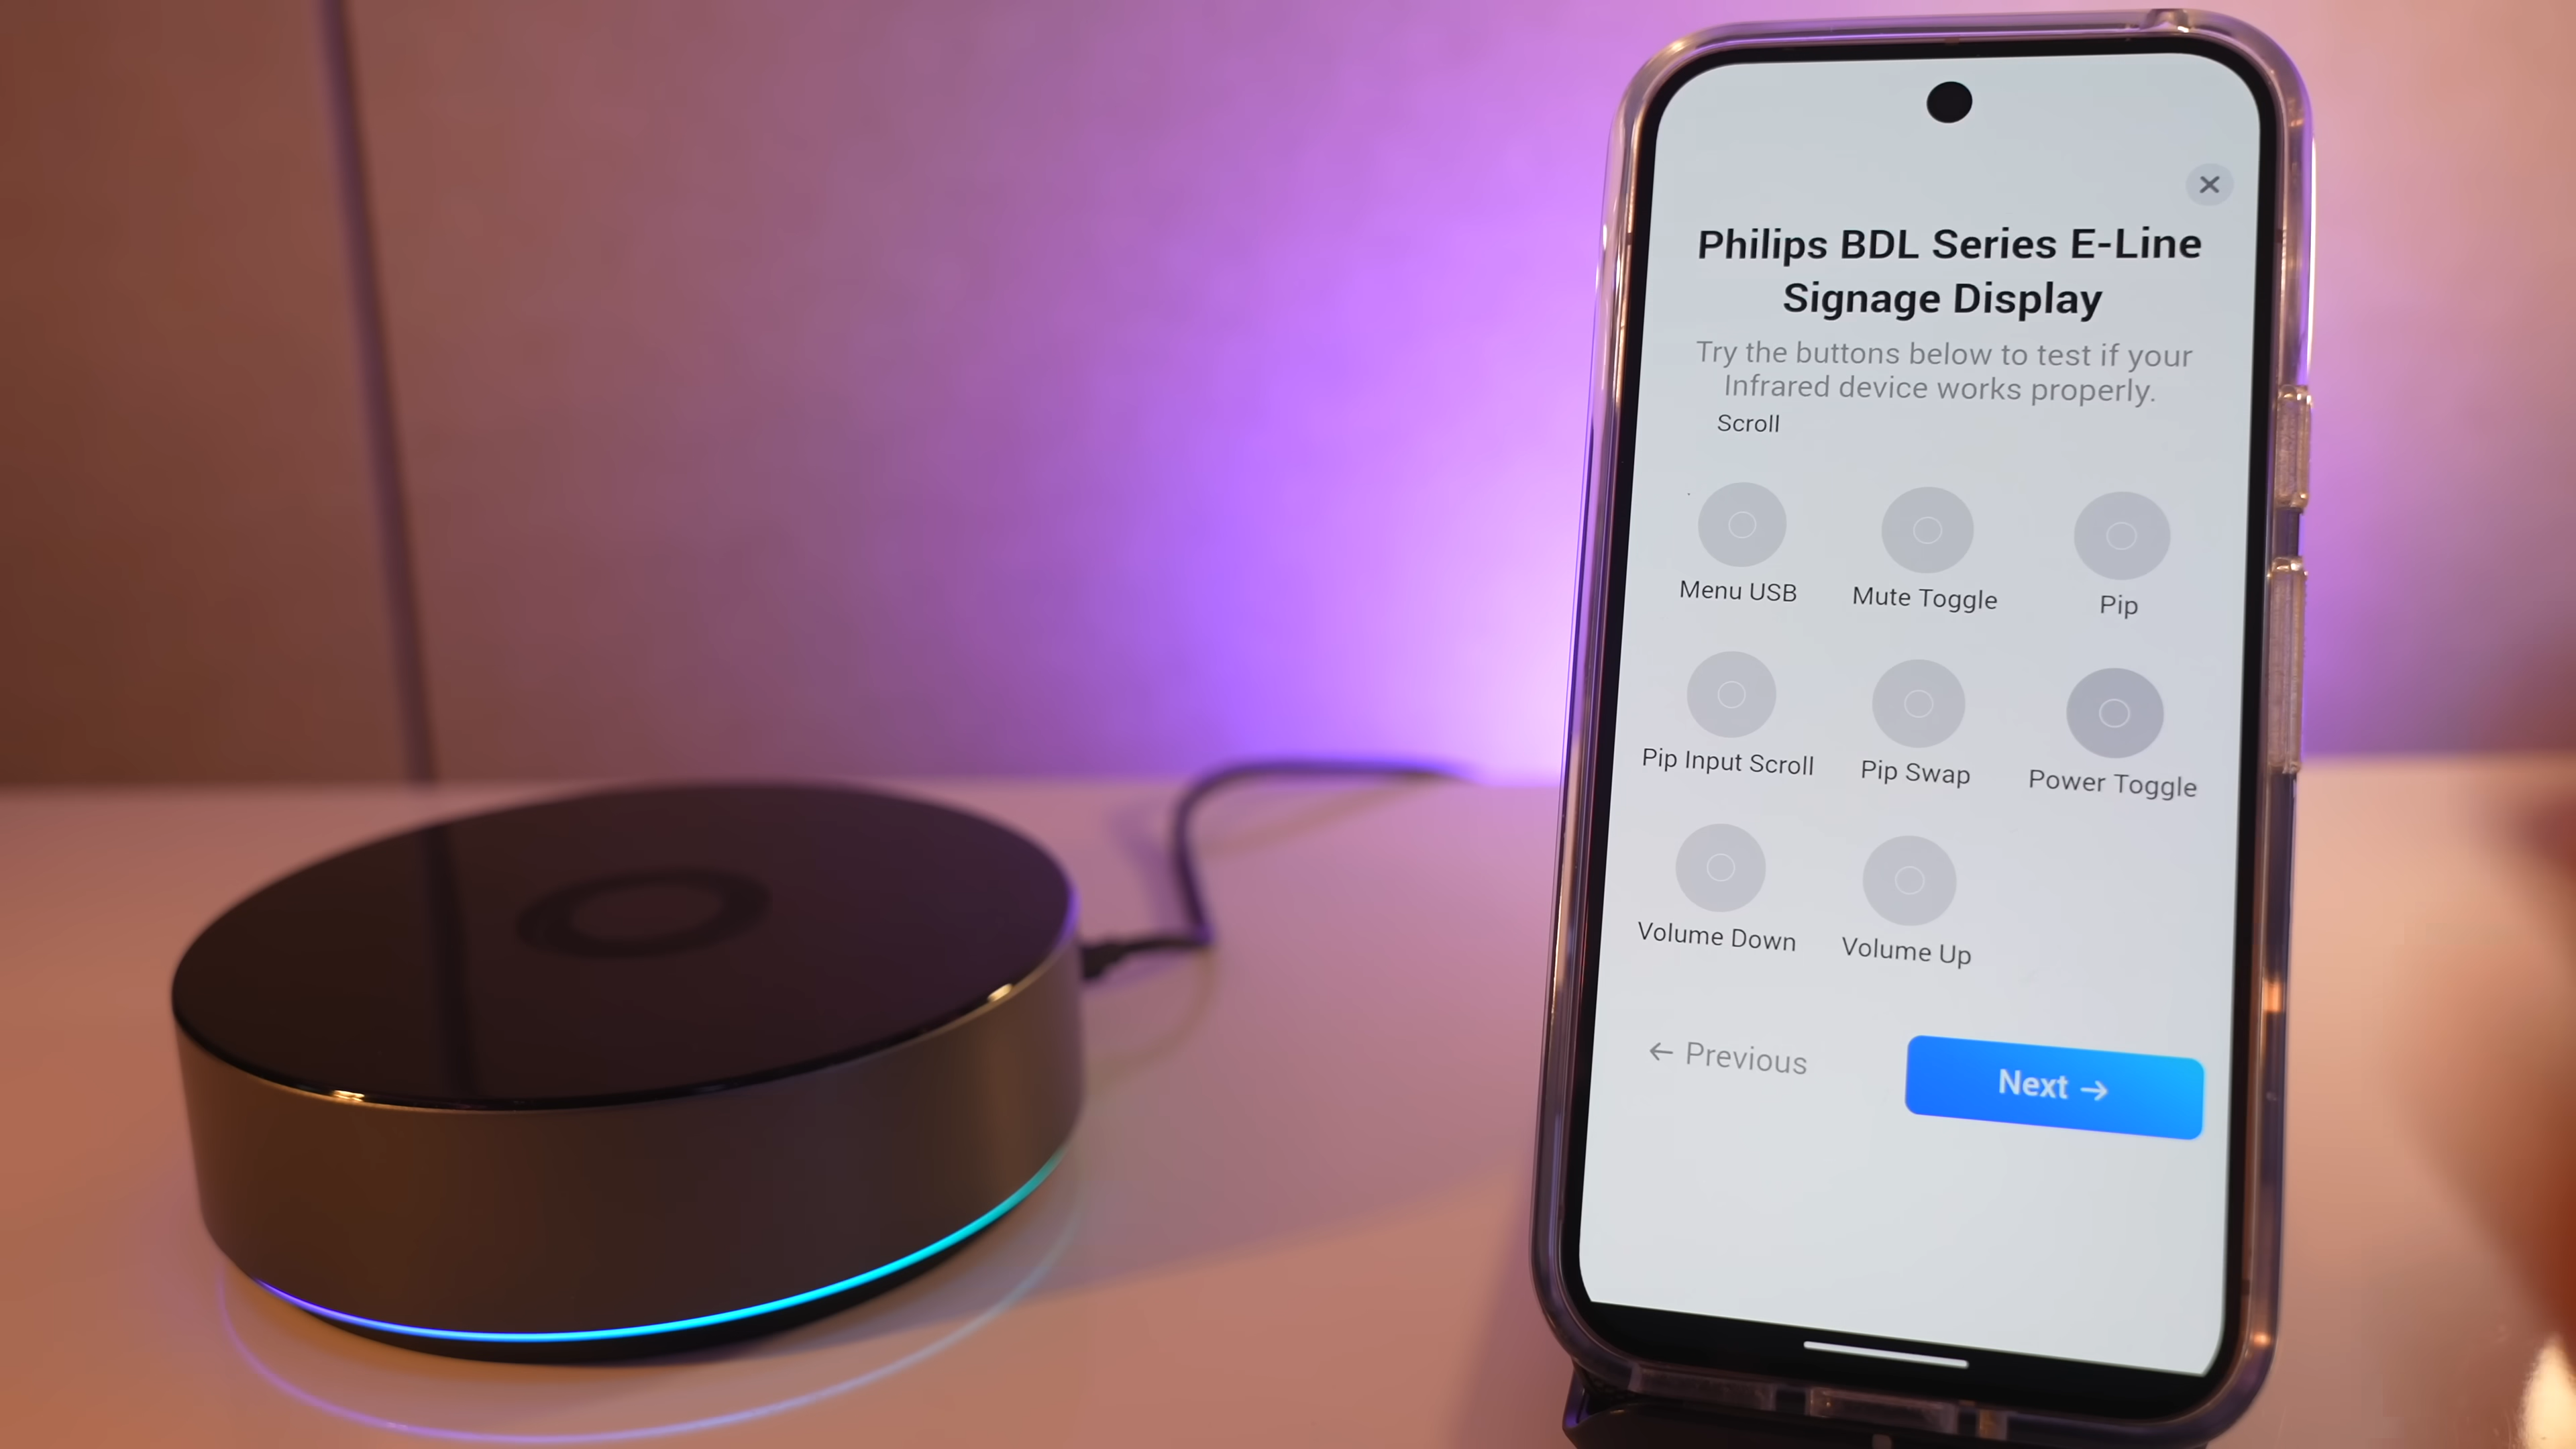 Philips BDL Series E-Line
Signage Display
Try the buttons below to test if your
Infrared device works properly.
Scroll
Menu USB
Mute Toggle
Pip
Pip Input Scroll
Pip Swap
Power Toggle
Volume Down
Volume Up
← Previous
Next →